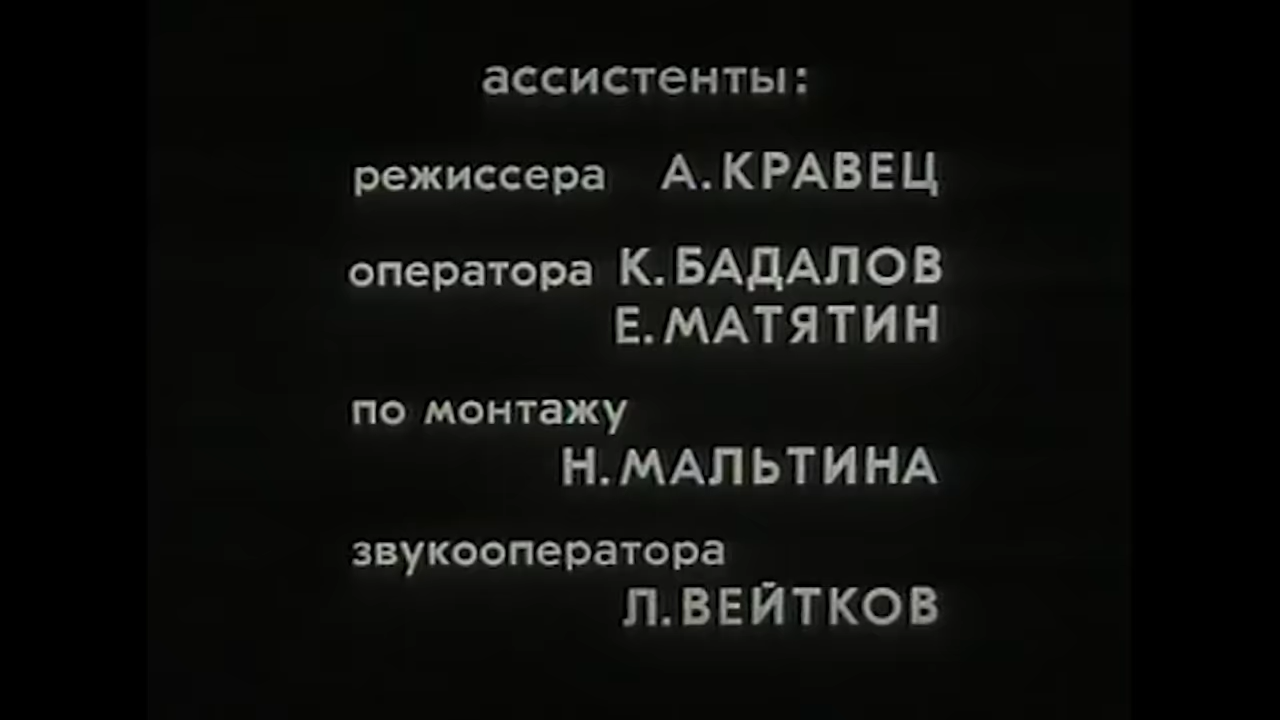 ассистенты:
режиссера А.КРАВЕЦ
оператора К.БАДАЛОВ
Е.МАТЯТИН
по монтажу
Н.МАЛЬТИНА
звукооператора
Л.ВЕЙТКОВ